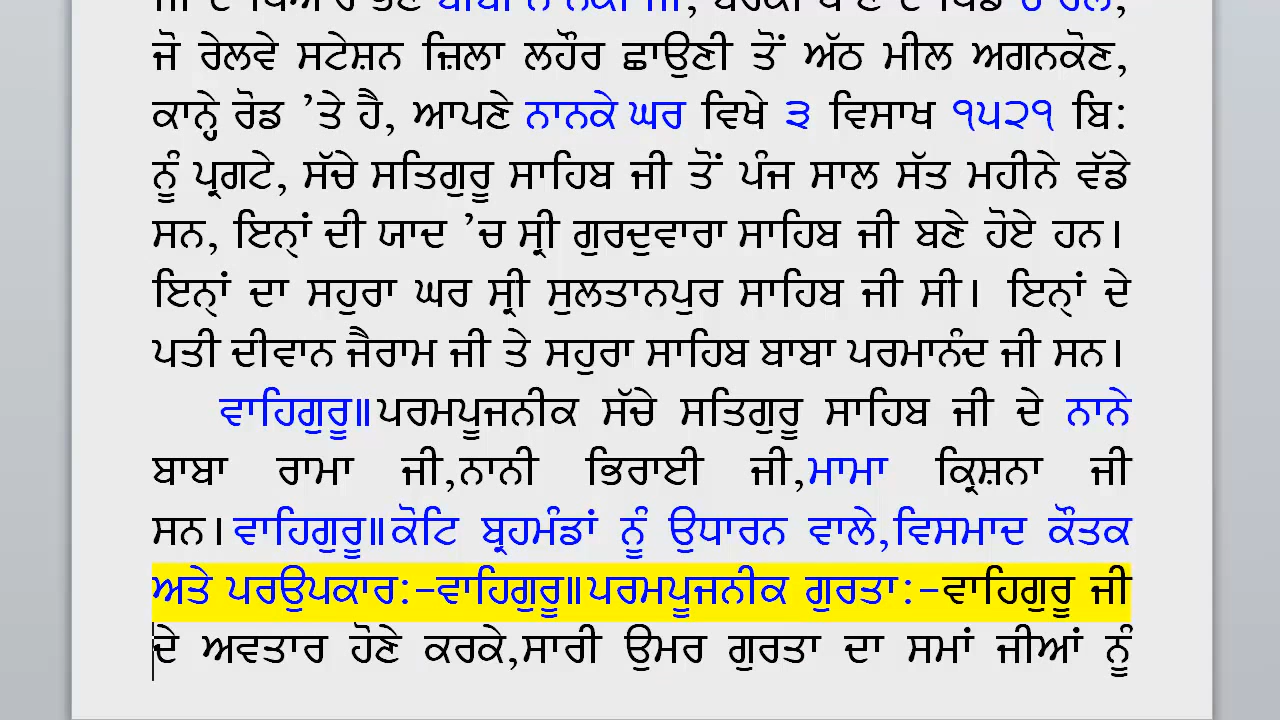 ਜੋ ਰੇਲਵੇ ਸਟੇਸ਼ਨ ਜ਼ਿਲਾ ਲਹੌਰ ਛਾਉਣੀ ਤੋਂ ਅੱਠ ਮੀਲ ਅਗਨਕੋਣ,
ਕਾਨ੍ਹੇ ਰੋਡ ’ਤੇ ਹੈ, ਆਪਣੇ ਨਾਨਕੇ ਘਰ ਵਿਖੇ ੩ ਵਿਸਾਖ ੧੫੨੧ ਬਿ:
ਨੂੰ ਪ੍ਰਗਟੇ, ਸੱਚੇ ਸਤਿਗੁਰੂ ਸਾਹਿਬ ਜੀ ਤੋਂ ਪੰਜ ਸਾਲ ਸੱਤ ਮਹੀਨੇ ਵੱਡੇ
ਸਨ, ਇਨ੍ਹਾਂ ਦੀ ਯਾਦ ’ਚ ਸ੍ਰੀ ਗੁਰਦੁਵਾਰਾ ਸਾਹਿਬ ਜੀ ਬਣੇ ਹੋਏ ਹਨ।
ਇਨ੍ਹਾਂ ਦਾ ਸਹੁਰਾ ਘਰ ਸ੍ਰੀ ਸੁਲਤਾਨਪੁਰ ਸਾਹਿਬ ਜੀ ਸੀ। ਇਨ੍ਹਾਂ ਦੇ
ਪਤੀ ਦੀਵਾਨ ਜੈਰਾਮ ਜੀ ਤੇ ਸਹੁਰਾ ਸਾਹਿਬ ਬਾਬਾ ਪਰਮਾਨੰਦ ਜੀ ਸਨ।
ਵਾਹਿਗੁਰੂ॥ਪਰਮਪੂਜਨੀਕ ਸੱਚੇ ਸਤਿਗੁਰੂ ਸਾਹਿਬ ਜੀ ਦੇ ਨਾਨੇ
ਬਾਬਾ ਰਾਮਾ ਜੀ,ਨਾਨੀ ਭਿਰਾਈ ਜੀ,ਮਾਮਾ ਕ੍ਰਿਸ਼ਨਾ ਜੀ
ਸਨ।ਵਾਹਿਗੁਰੂ॥ਕੋਟਿ ਬ੍ਰਹਮੰਡਾਂ ਨੂੰ ਉਧਾਰਨ ਵਾਲੇ,ਵਿਸਮਾਦ ਕੌਤਕ
ਅਤੇ ਪਰਉਪਕਾਰ:-ਵਾਹਿਗੁਰੂ॥ਪਰਮਪੂਜਨੀਕ ਗੁਰਤਾ:-ਵਾਹਿਗੁਰੂ ਜੀ
ਦੇ ਅਵਤਾਰ ਹੋਣੇ ਕਰਕੇ,ਸਾਰੀ ਉਮਰ ਗੁਰਤਾ ਦਾ ਸਮਾਂ ਜੀਆਂ ਨੂੰ